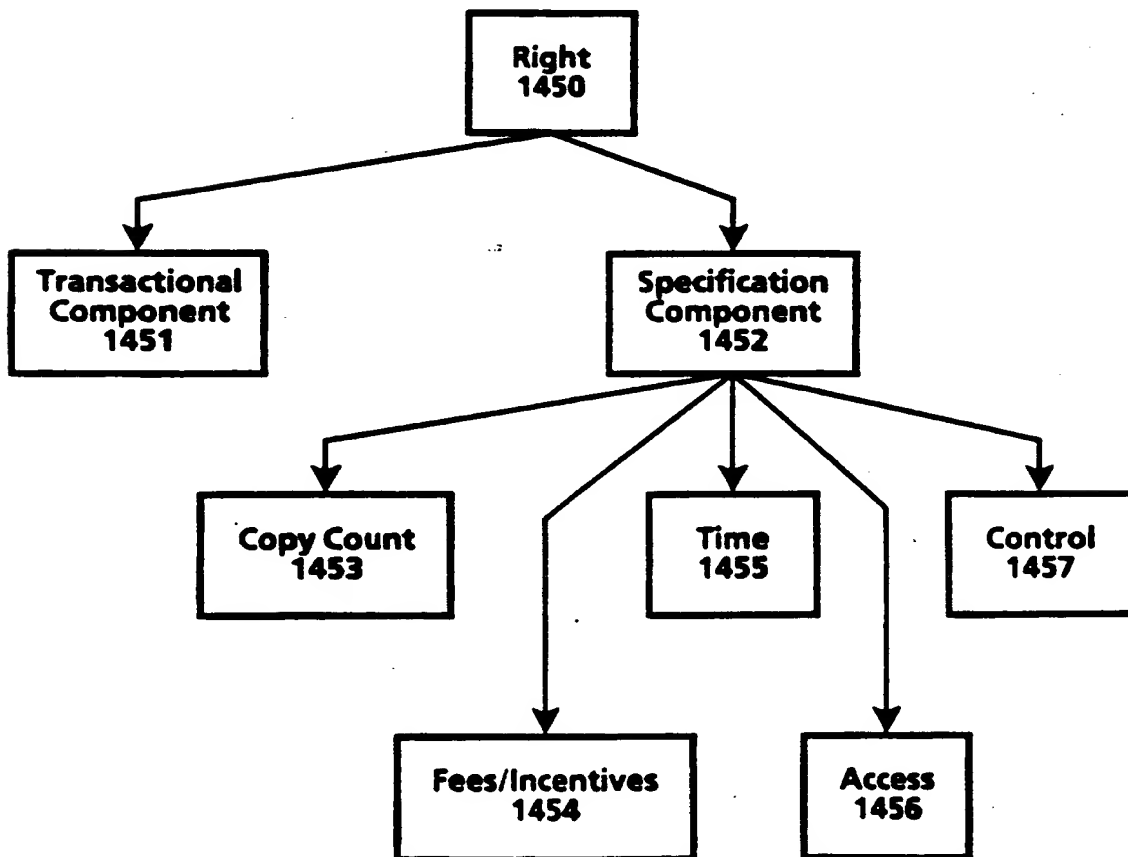 Right
1450
Transactional
Component
1451
Specification
Component
1452
Copy Count
1453
Time
1455
Control
1457
Fees/Incentives
1454
Access
1456